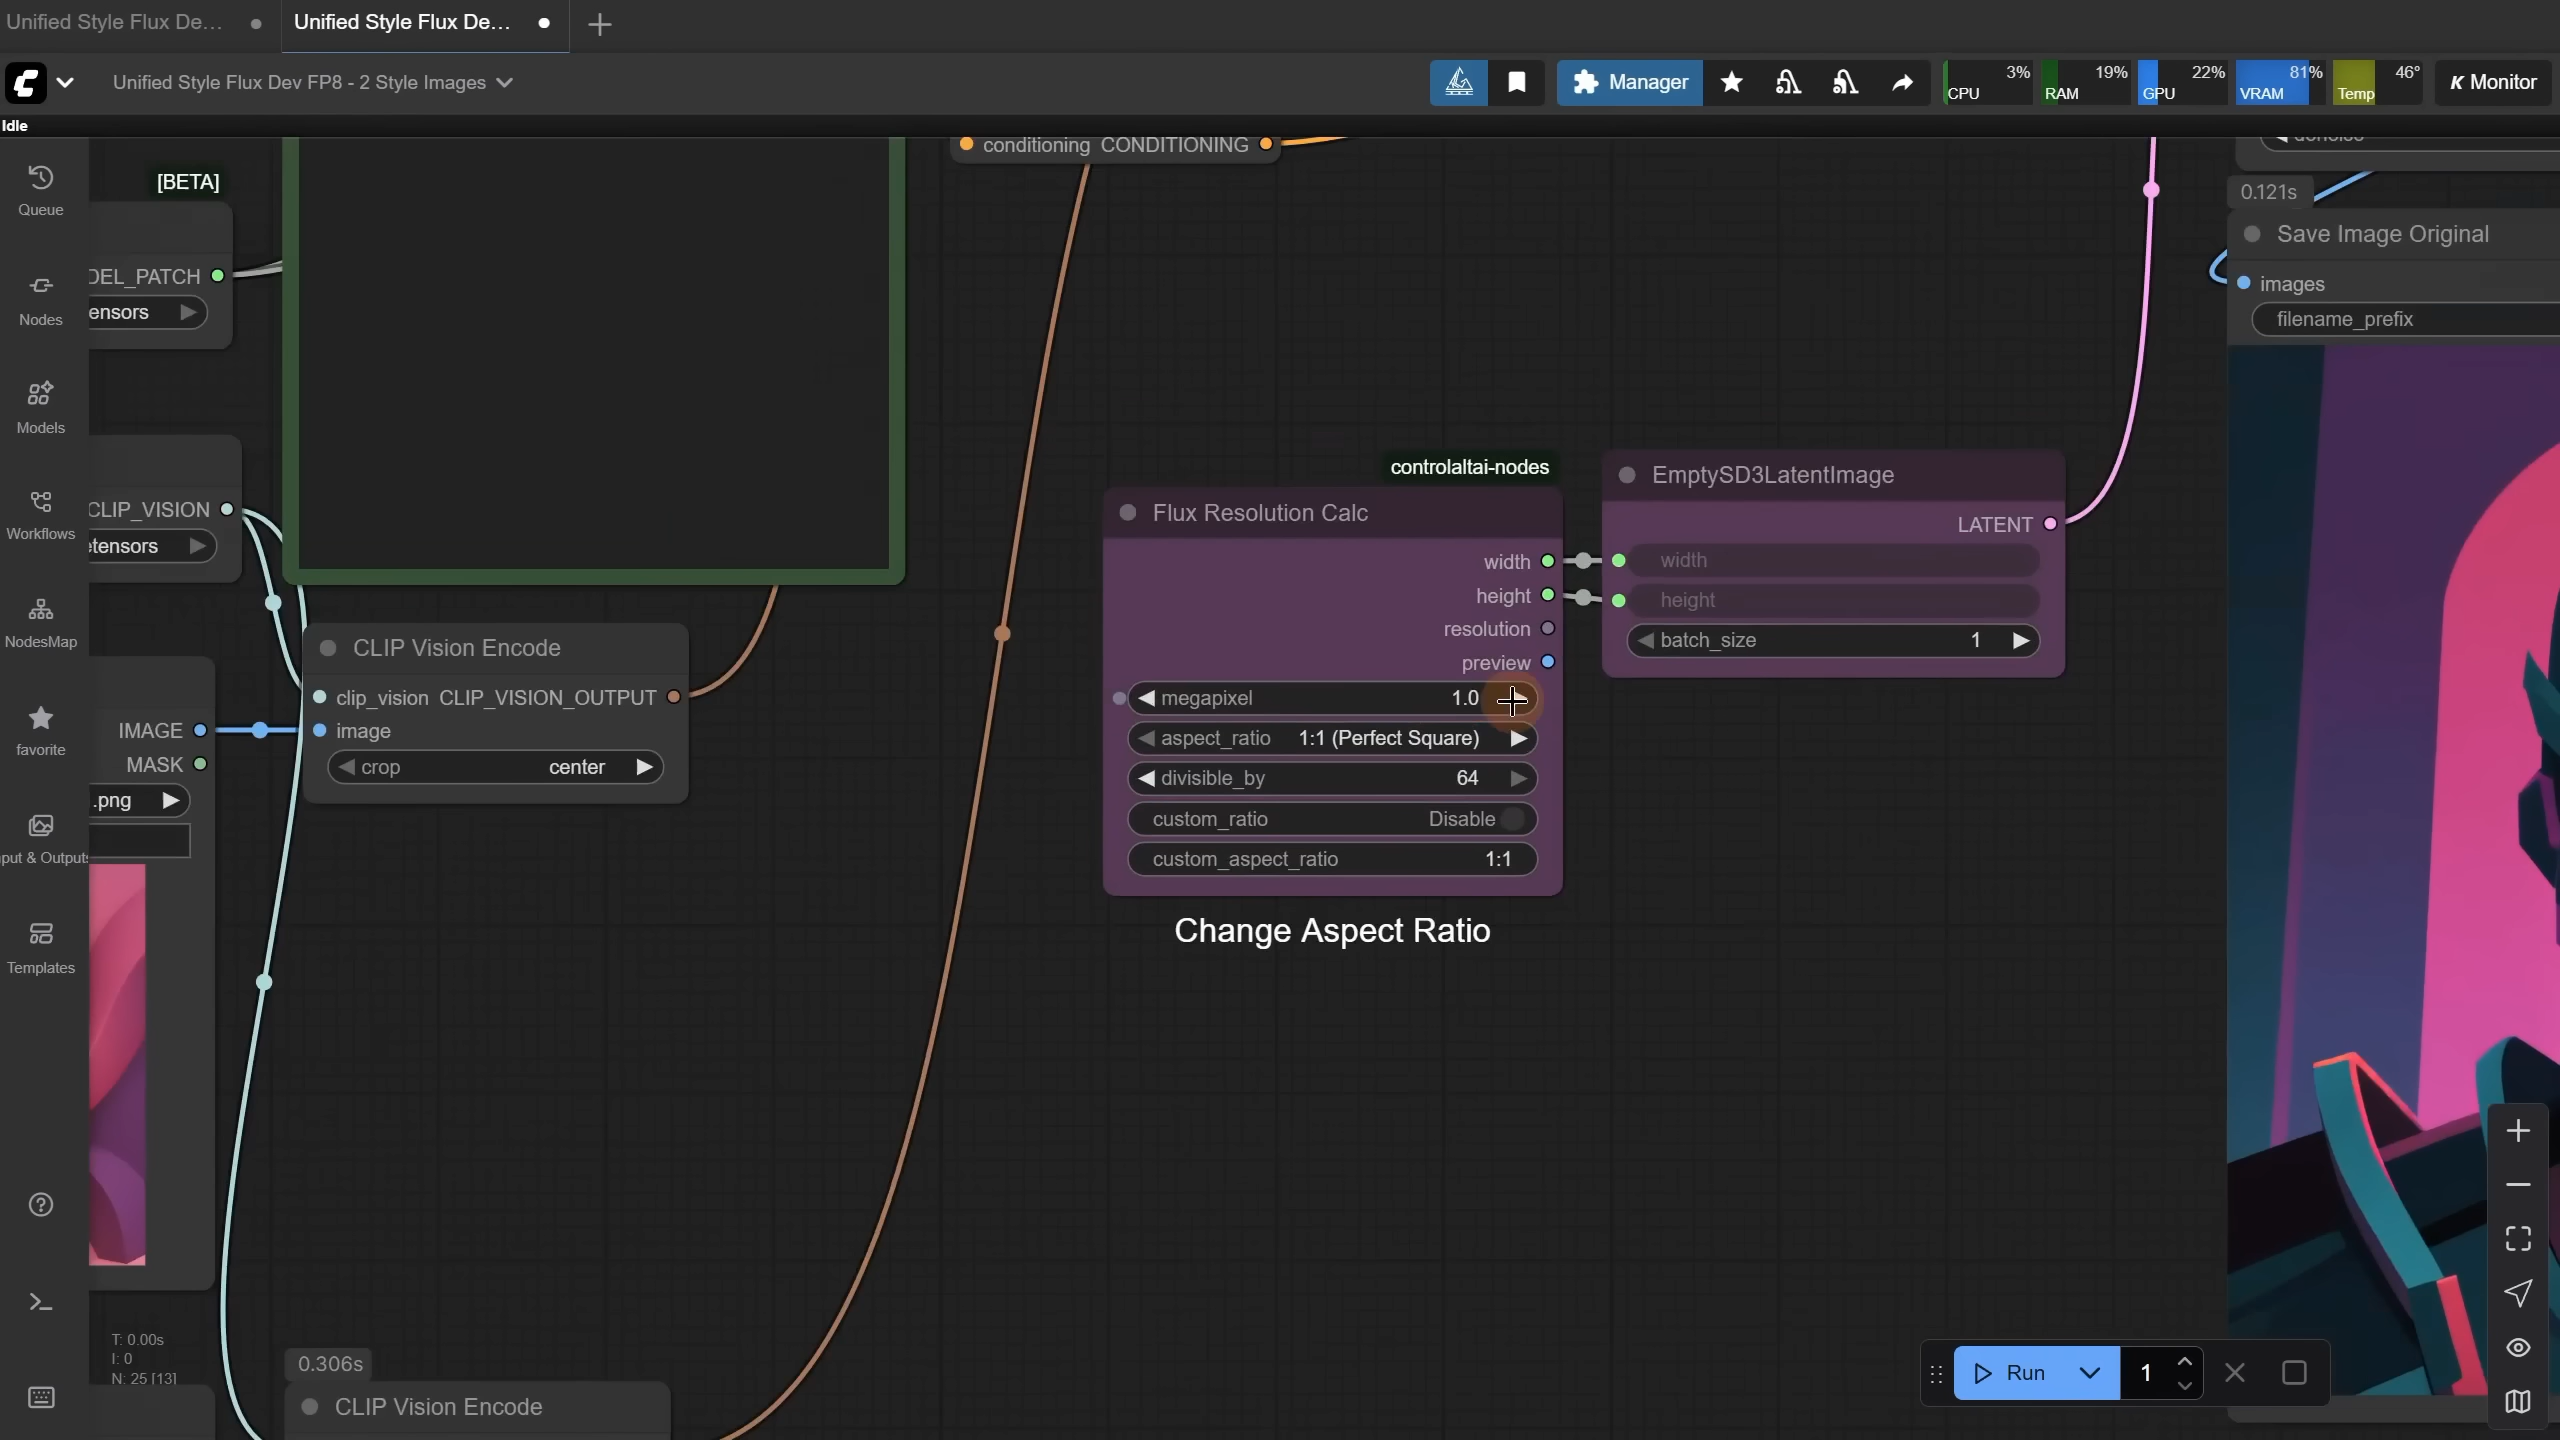 Unified Style Flux De...
Unified Style Flux De...
Unified Style Flux Dev FP8 - 2 Style Images
Manager
3%
CPU
19%
RAM
22%
GPU
81%
VRAM
46°
Temp
K Monitor
Idle
Queue
Nodes
Models
Workflows
NodesMap
favorite
put & Output
Templates
[BETA]
DEL_PATCH
ensors
CLIP_VISION
etensors
IMAGE
MASK
.png
T: 0.00s
I: 0
N: 25 [13]
conditioning CONDITIONING
CLIP Vision Encode
clip_vision CLIP_VISION_OUTPUT
image
crop center
0.306s
CLIP Vision Encode
controlaltai-nodes
Flux Resolution Calc
width
height
resolution
preview
megapixel 1.0
aspect_ratio 1:1 (Perfect Square)
divisible_by 64
custom_ratio Disable
custom_aspect_ratio 1:1
Change Aspect Ratio
EmptySD3LatentImage
LATENT
width
height
batch_size 1
0.121s
Save Image Original
images
filename_prefix
Run
1